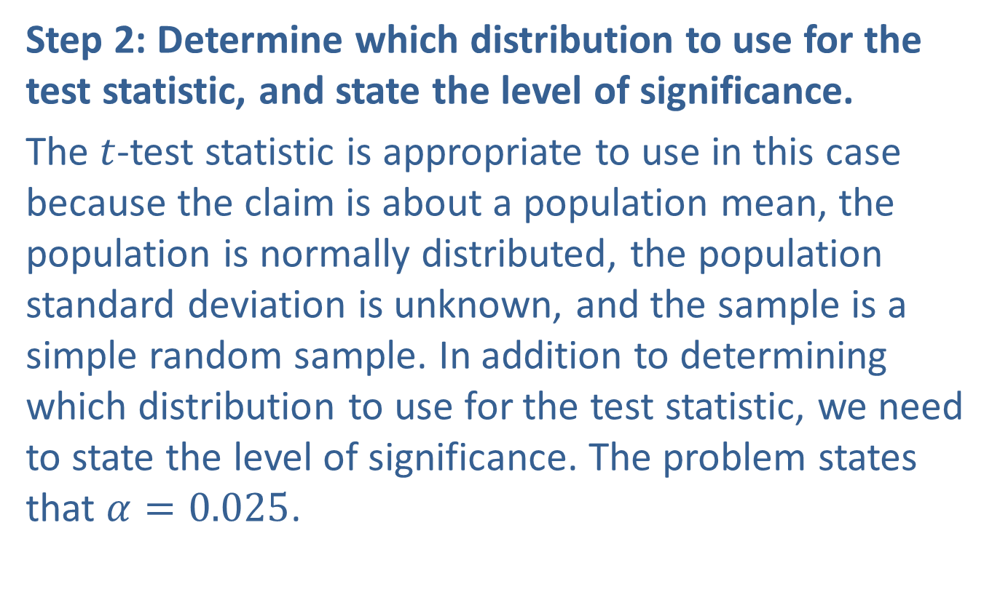 Step 2: Determine which distribution to use for the
test statistic, and state the level of significance.
The t-test statistic is appropriate to use in this case
because the claim is about a population mean, the
population is normally distributed, the population
standard deviation is unknown, and the sample is a
simple random sample. In addition to determining
which distribution to use for the test statistic, we need
to state the level of significance. The problem states
that α = 0.025.